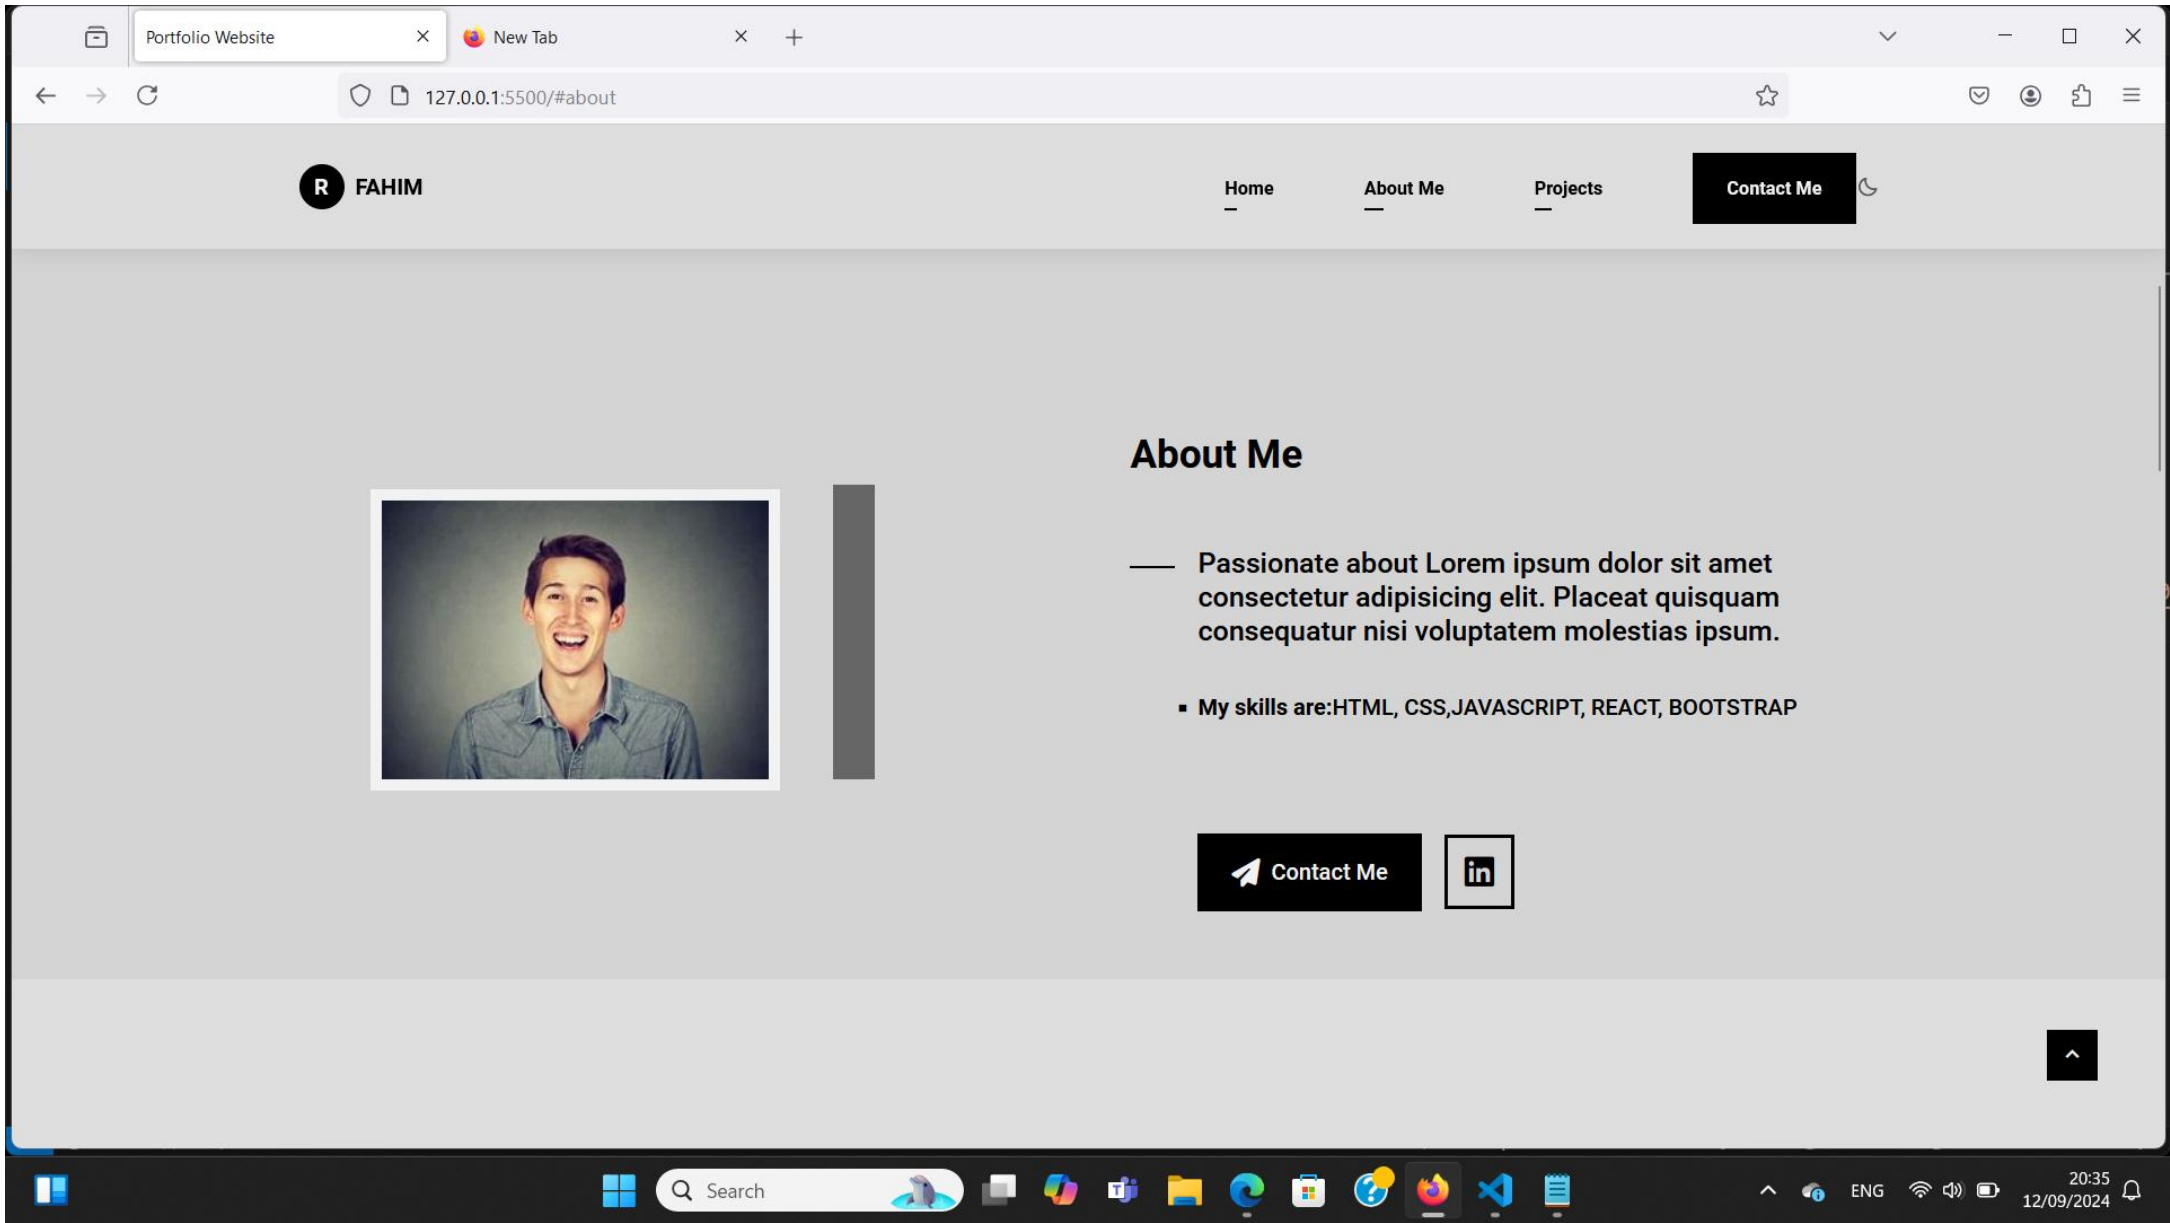 Portfolio Website
New Tab
127.0.0.1:5500/#about
R FAHIM
Home
About Me
Projects
Contact Me
About Me
Passionate about Lorem ipsum dolor sit amet
consectetur adipisicing elit. Placeat quisquam
consequatur nisi voluptatem molestias ipsum.
My skills are:HTML, CSS,JAVASCRIPT, REACT, BOOTSTRAP
Contact Me
in
Search
ENG
20:35
12/09/2024